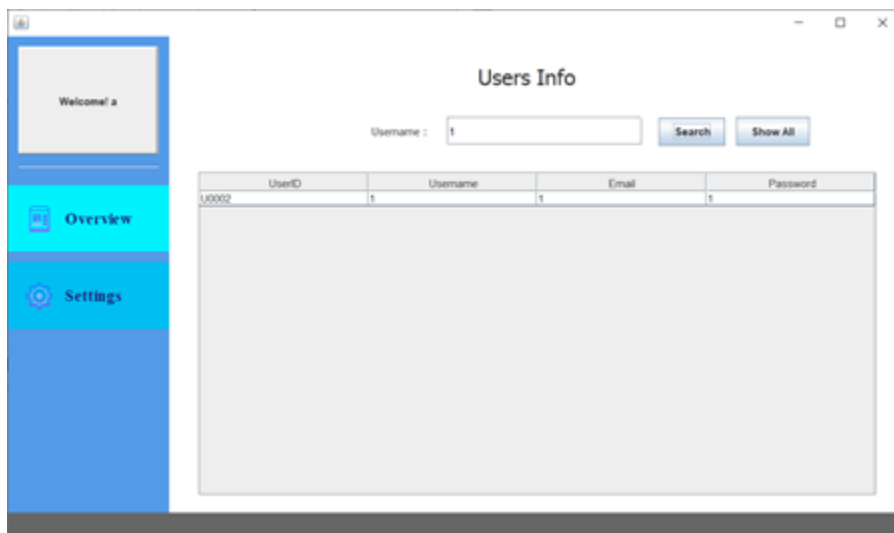 Welcome! a
Overview
Settings
Users Info
Username :
1
Search
Show All
UserID Username Email Password
U0002 1 1 1